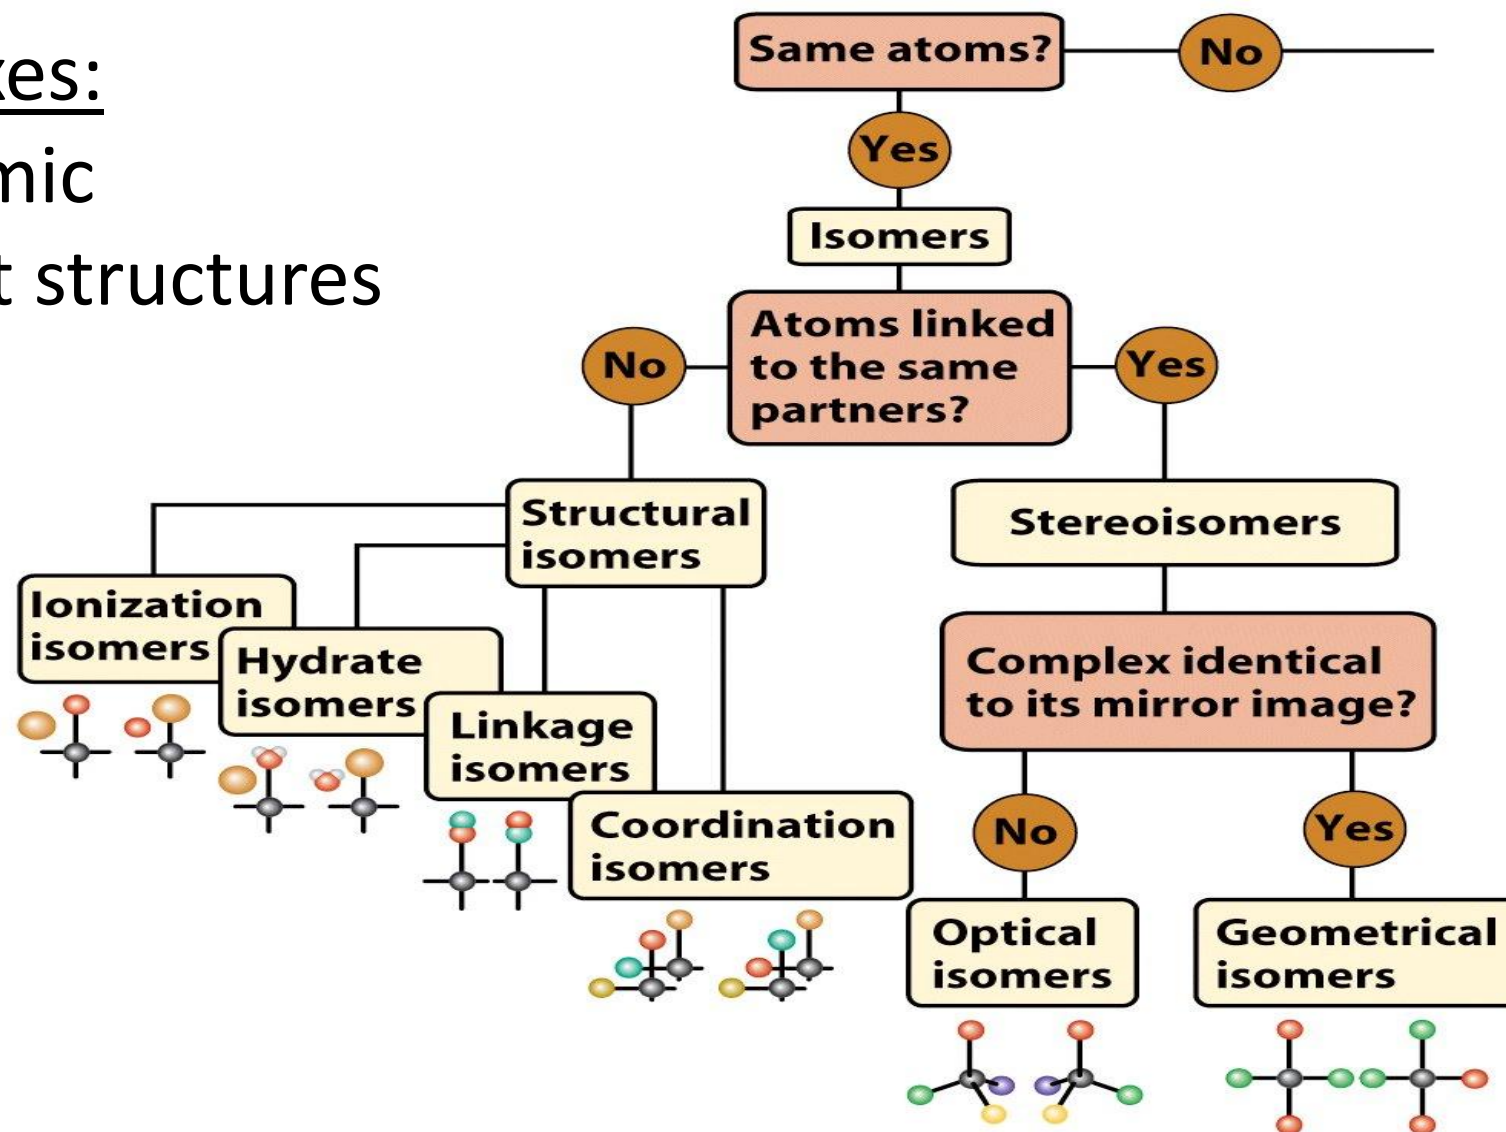 xes:
mic
t structures
Same atoms?
No
Yes
Isomers
Atoms linked
to the same
partners?
No
Yes
Structural
isomers
Stereoisomers
Ionization
isomers
Hydrate
isomers
Linkage
isomers
Coordination
isomers
Complex identical
to its mirror image?
No
Yes
Optical
isomers
Geometrical
isomers